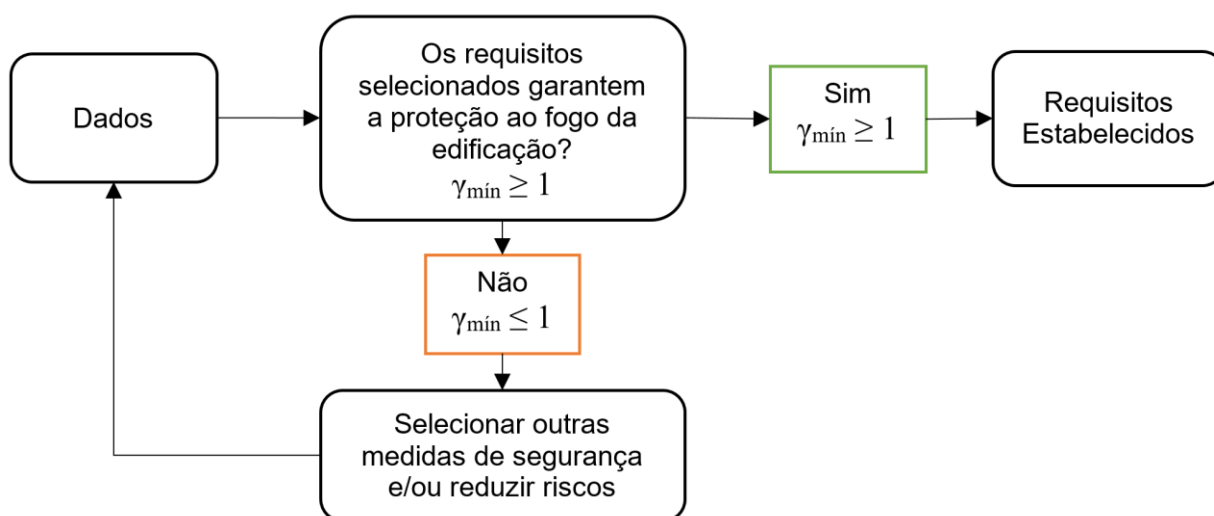 Dados
Os requisitos
selecionados garantem
a proteção ao fogo da
edificação?
γmín ≥ 1
Sim
γmín ≥ 1
Requisitos
Estabelecidos
Não
γmín ≤ 1
Selecionar outras
medidas de segurança
e/ou reduzir riscos